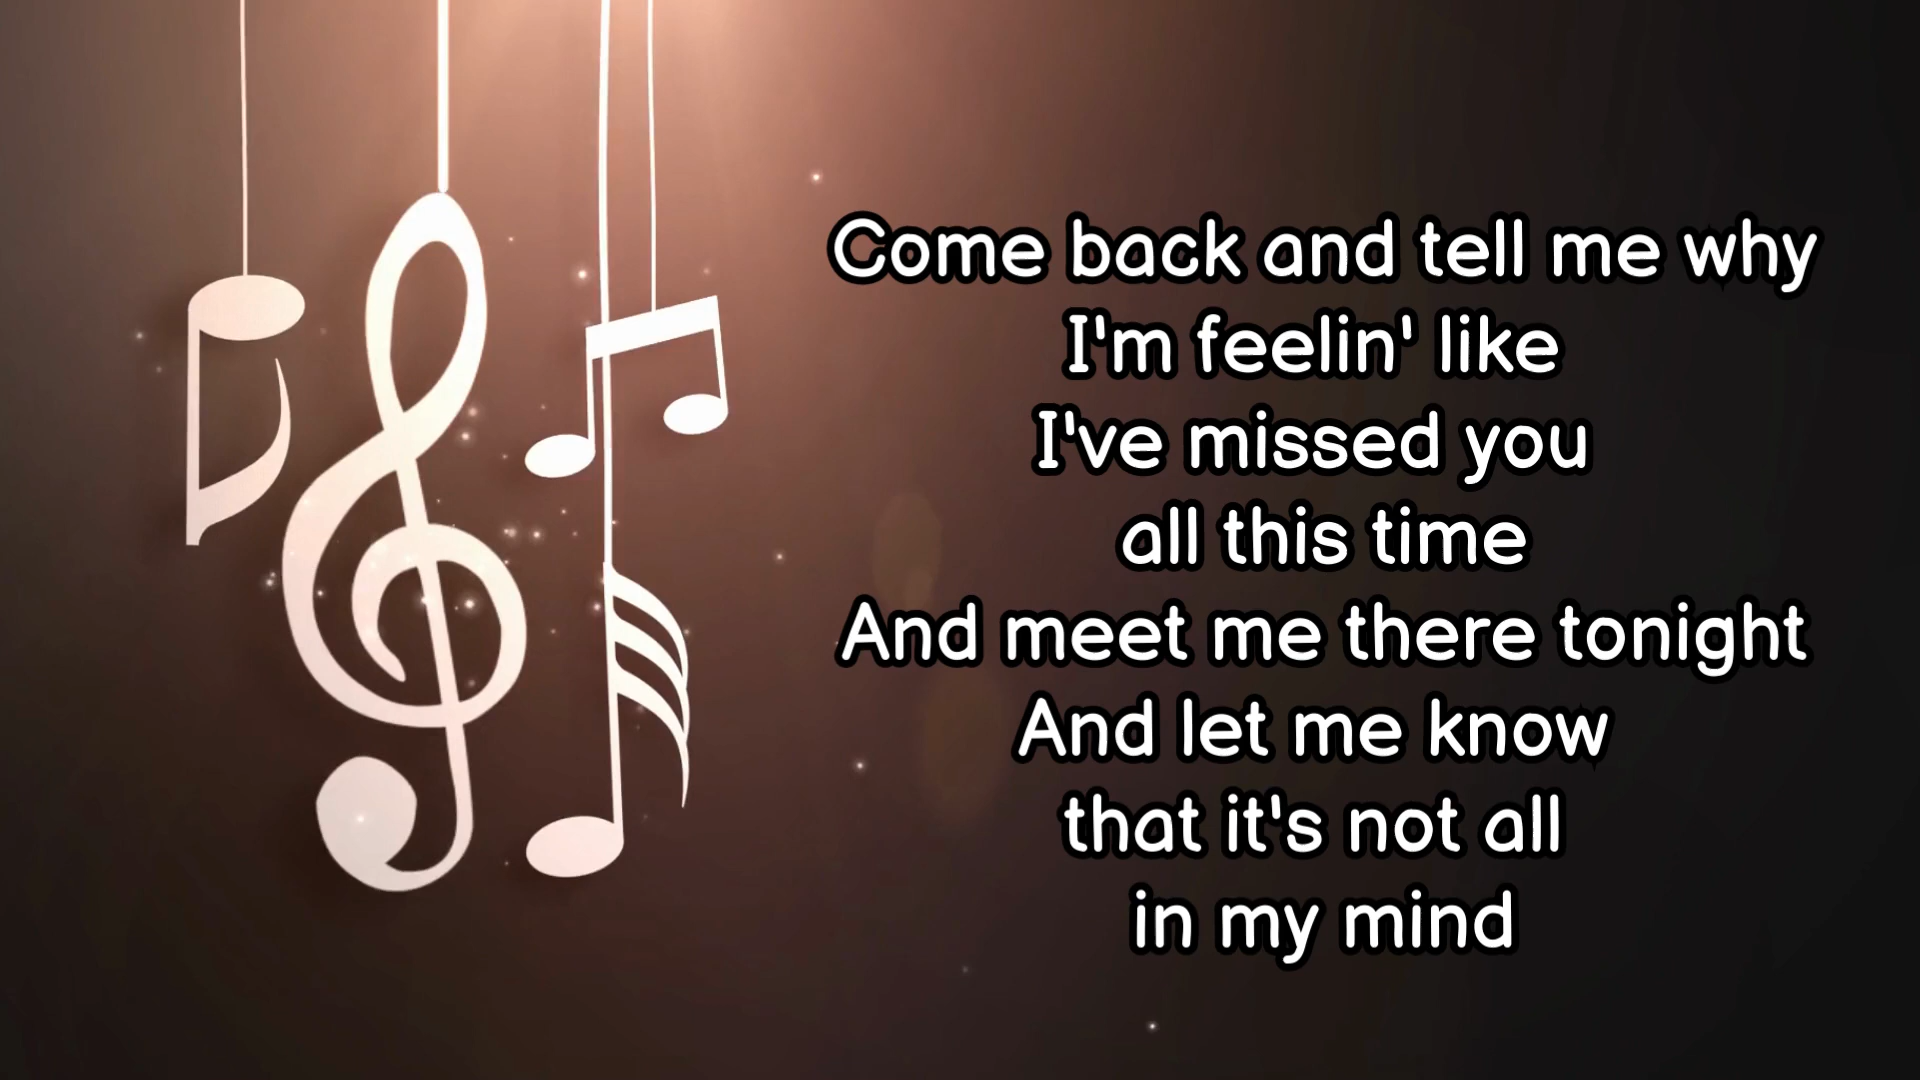 Come back and tell me why
I'm feelin' like
I've missed you
all this time
And meet me there tonight
And let me know
that it's not all
in my mind